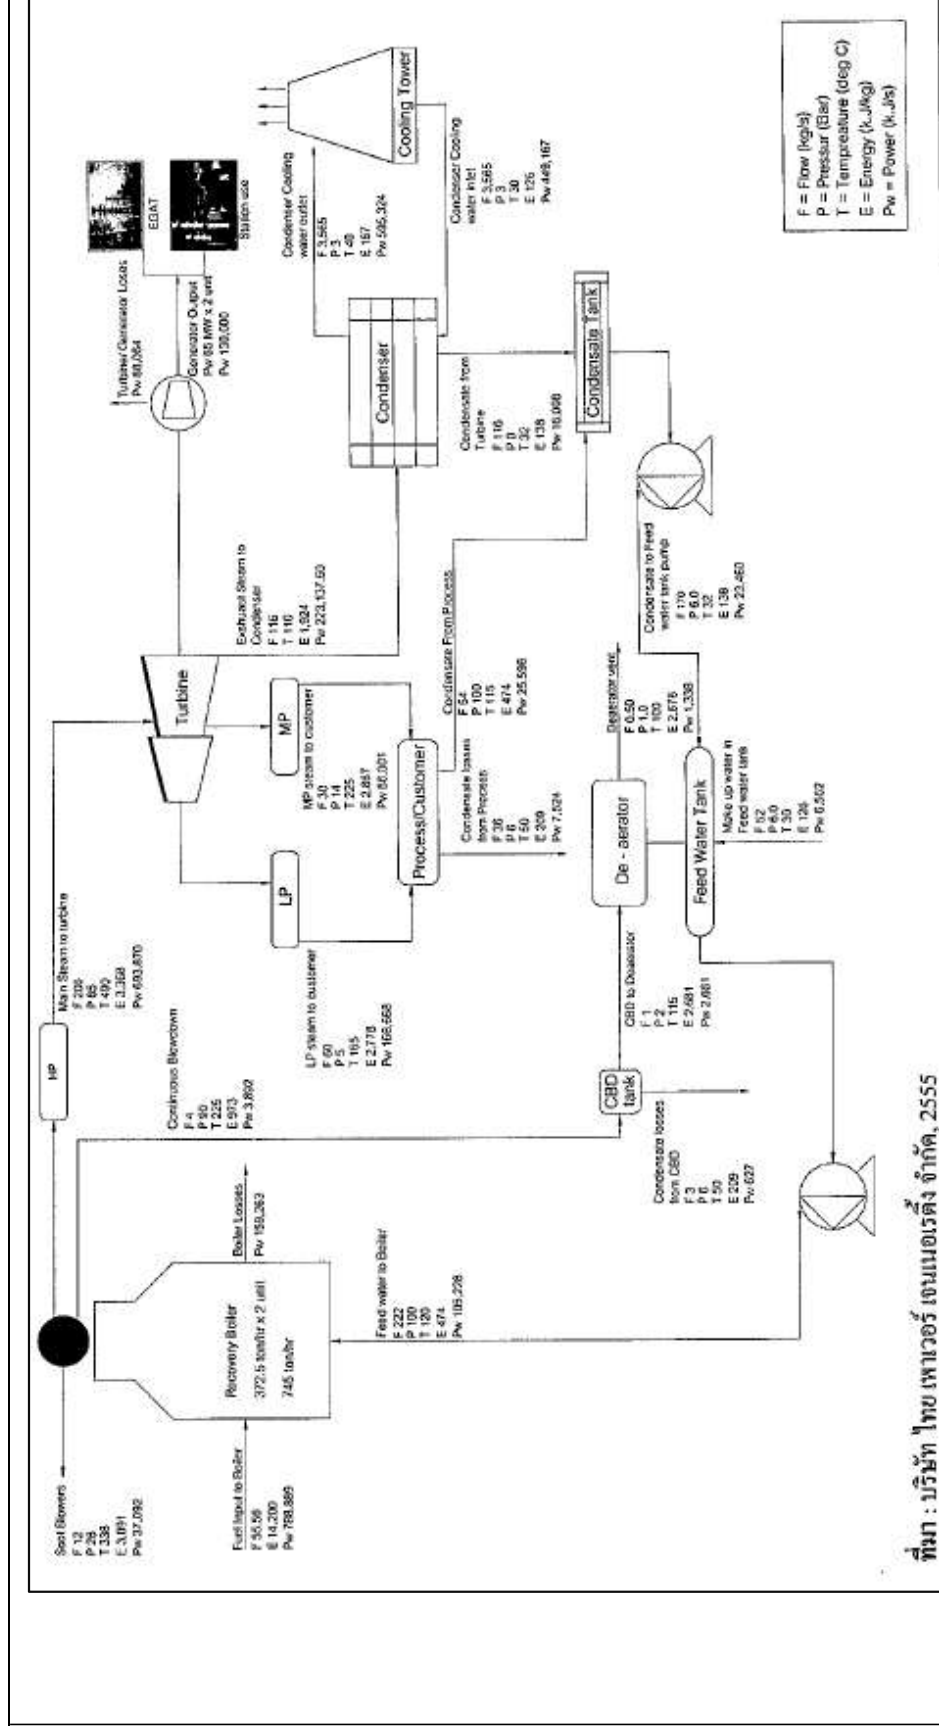 Soot Blowers
F 12
P 26
T 338
E 3,091
Pw 37,092
HP
Main Steam to turbine
F 206
P 85
T 490
E 3,368
Pw 693,870
Turbine
Turbine/ Generator Loses
Generator Output
Pw 65 MW x 2 unit
Pw 130,000
EGAT
Station use
Fuel Input to Boiler
F 55.56
E 14,200
Pw 788,889
Recovery Boiler
372.5 ton/hr x 2 unit
745 ton/hr
Boiler Losses
Pw 159,263
Continuous Blowdown
F 4
P 90
T 225
E 973
Pw 3,892
LP
LP steam to customer
F 60
P 5
T 165
E 2,778
Pw 166,668
MP
MP steam to customer
F 30
P 14
T 225
E 2,867
Pw 86,001
Exhuast Steam to
Condenser
F 116
T 110
E 1,924
Pw 223,137.60
Condenser
Condenser Cooling
water outlet
F 3,565
P 3
T 40
E 167
Pw 595,324
Cooling Tower
Condenser Cooling
water inlet
F 3,565
P 3
T 30
E 126
Pw 449,167
Process/Customer
Condensate From Process
F 54
P 100
T 115
E 474
Pw 25,596
Condensate losses
from Process
F 36
P 6
T 50
E 209
Pw 7,524
Condensate from
Turbine
F 116
P 0
T 32
E 138
Pw 16,008
Condensate Tank
Feed water to Boiler
F 222
P 100
T 120
E 474
Pw 105,228
CBD
tank
Condensate losses
from CBD
F 3
P 6
T 50
E 209
Pw 627
CBD to Deaerator
F 1
P 2
T 115
E 2,681
Pw 2,681
De - aerator
Degerator vent
F 0.50
P 1.0
T 100
E 2,676
Pw 1,338
Condensate to Feed
water tank pump
F 170
P 6.0
T 32
E 138
Pw 23,460
Feed Water Tank
Make up water in
Feed water tank
F 52
P 6.0
T 30
E 126
Pw 6,552
F = Flow (kg/s)
P = Pressur (Bar)
T = Tempreature (deg C)
E = Energy (kJ/kg)
Pw = Power (kJ/s)
ที่มา : บริษัท ไทย เพาเวอร์ เจนเนอเรติ้ง จำกัด, 2555